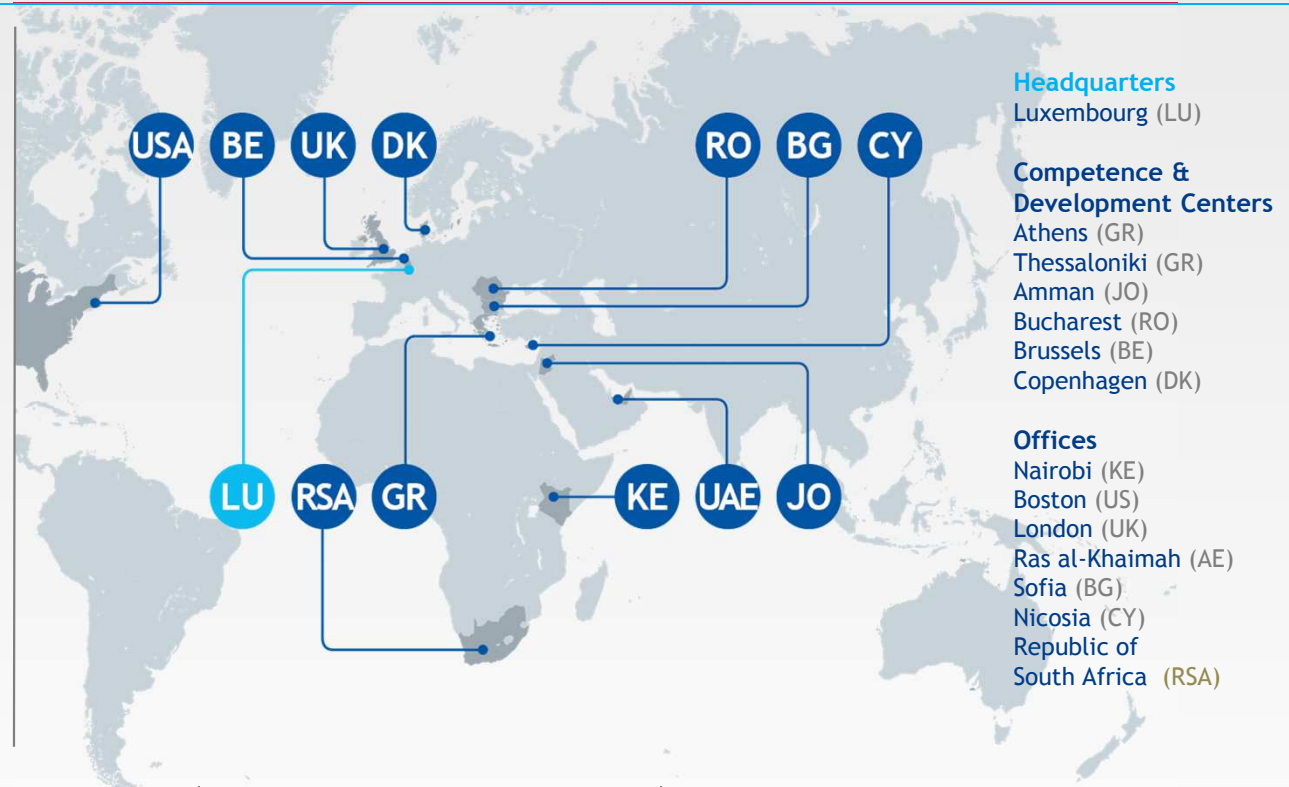 USA BE UK DK RO BG CY
LU RSA GR KE UAE JO
Headquarters
Luxembourg (LU)
Competence &
Development Centers
Athens (GR)
Thessaloniki (GR)
Amman (JO)
Bucharest (RO)
Brussels (BE)
Copenhagen (DK)
Offices
Nairobi (KE)
Boston (US)
London (UK)
Ras al-Khaimah (AE)
Sofia (BG)
Nicosia (CY)
Republic of
South Africa (RSA)